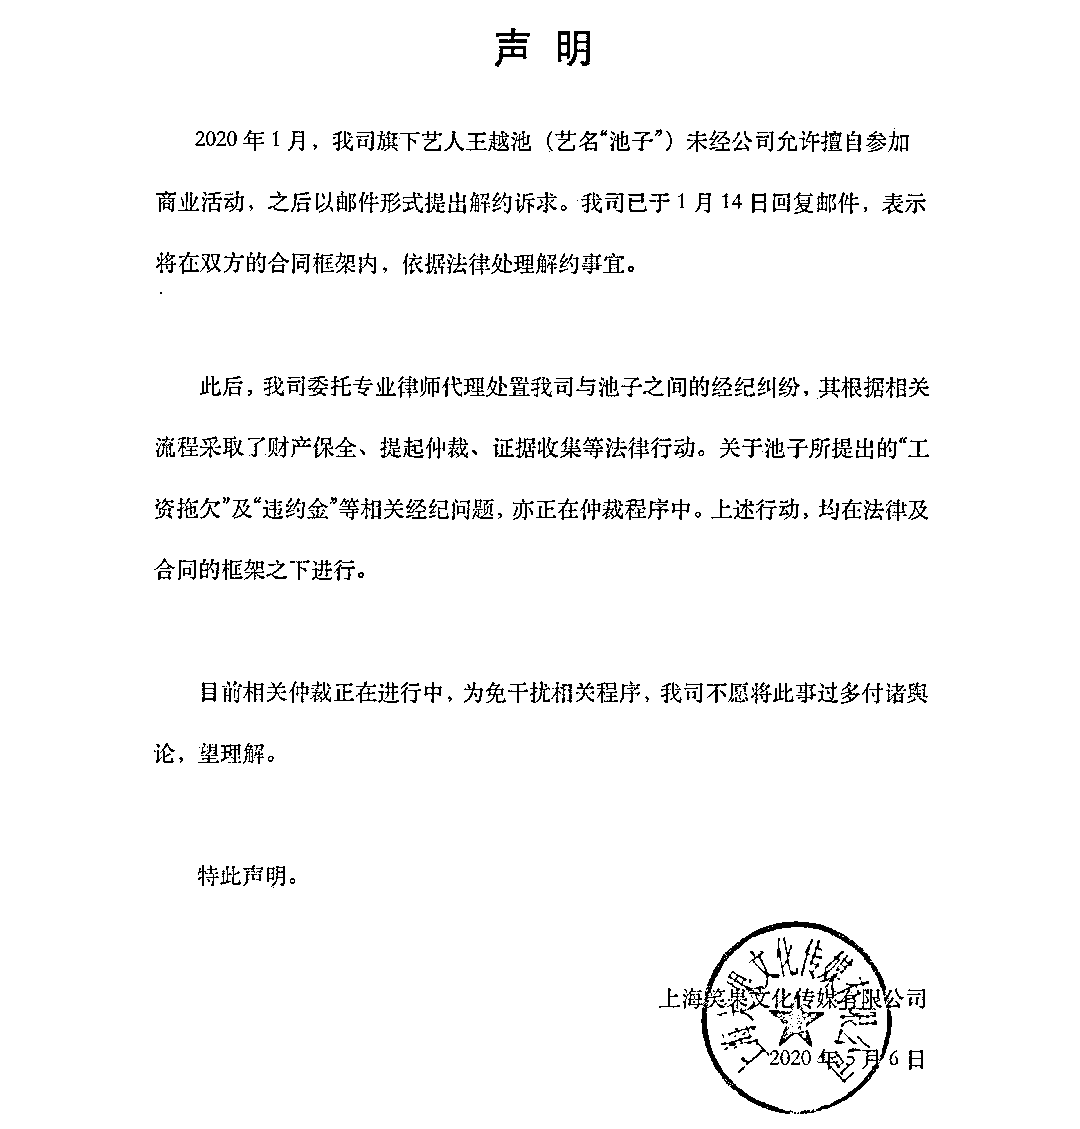 声 明
2020 年 1 月，我司旗下艺人王越池（艺名“池子”）未经公司允许擅自参加
商业活动，之后以邮件形式提出解约诉求。我司已于 1 月 14 日回复邮件，表示
将在双方的合同框架内，依据法律处理解约事宜。
此后，我司委托专业律师代理处置我司与池子之间的经纪纠纷，其根据相关
流程采取了财产保全、提起仲裁、证据收集等法律行动。关于池子所提出的“工
资拖欠”及“违约金”等相关经纪问题，亦正在仲裁程序中。上述行动，均在法律及
合同的框架之下进行。
目前相关仲裁正在进行中，为免干扰相关程序，我司不愿将此事过多付诸舆
论，望理解。
特此声明。
上海笑果文化传媒有限公司
上海笑果文化传媒有限公司
2020 年 5 月 6 日